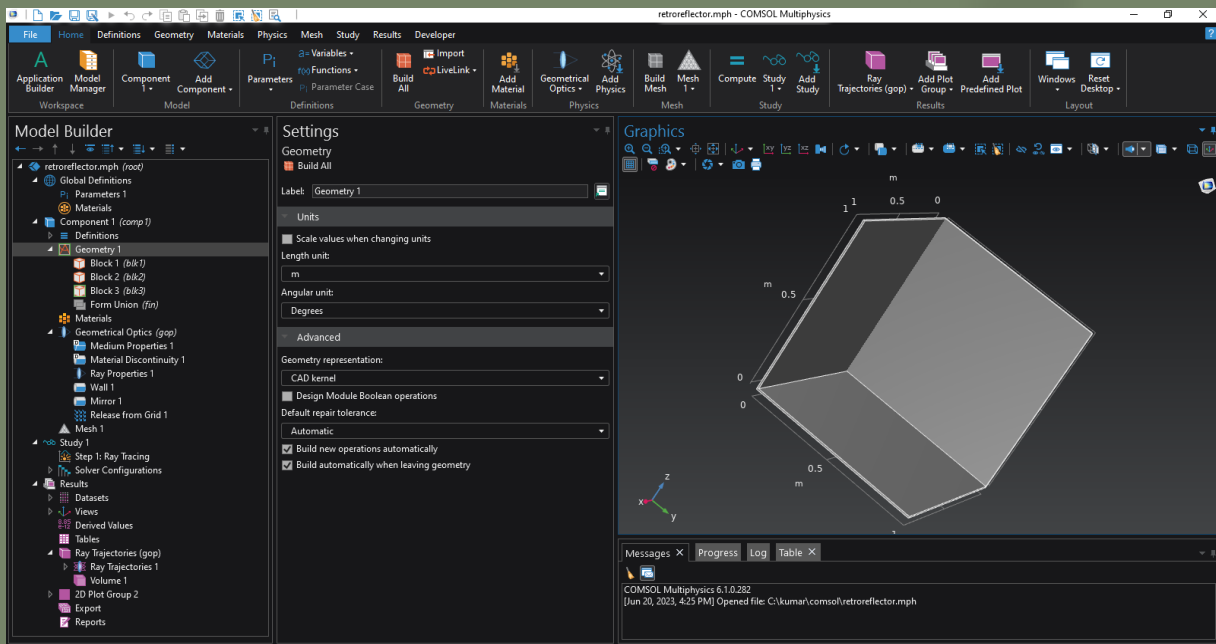 retroreflector.mph - COMSOL Multiphysics
File Home Definitions Geometry Materials Physics Mesh Study Results Developer
Application Builder
Model Manager
Workspace
Component 1
Add Component
Model
Parameters
a= Variables
f(x) Functions
Pi Parameter Case
Definitions
Build All
Import
LiveLink
Geometry
Add Material
Materials
Geometrical Optics
Add Physics
Physics
Build Mesh
Mesh 1
Mesh
Compute
Study 1
Add Study
Study
Ray Trajectories (gop)
Add Plot Group
Add Predefined Plot
Results
Windows
Reset Desktop
Layout
Model Builder
retroreflector.mph (root)
Global Definitions
Pi Parameters 1
Materials
Component 1 (comp1)
Definitions
Geometry 1
Block 1 (blk1)
Block 2 (blk2)
Block 3 (blk3)
Form Union (fin)
Materials
Geometrical Optics (gop)
Medium Properties 1
Material Discontinuity 1
Ray Properties 1
Wall 1
Mirror 1
Release from Grid 1
Mesh 1
Study 1
Step 1: Ray Tracing
Solver Configurations
Results
Datasets
Views
Derived Values
Tables
Ray Trajectories (gop)
Ray Trajectories 1
Volume 1
2D Plot Group 2
Export
Reports
Settings
Geometry
Build All
Label: Geometry 1
Units
Scale values when changing units
Length unit:
m
Angular unit:
Degrees
Advanced
Geometry representation:
CAD kernel
Design Module Boolean operations
Default repair tolerance:
Automatic
Build new operations automatically
Build automatically when leaving geometry
Graphics
m
1 1 0.5 0
m
0.5
0
0
0.5
m
z
x
y
Messages Progress Log Table
COMSOL Multiphysics 6.1.0.282
[Jun 20, 2023, 4:25 PM] Opened file: C:\kumar\comsol\retroreflector.mph